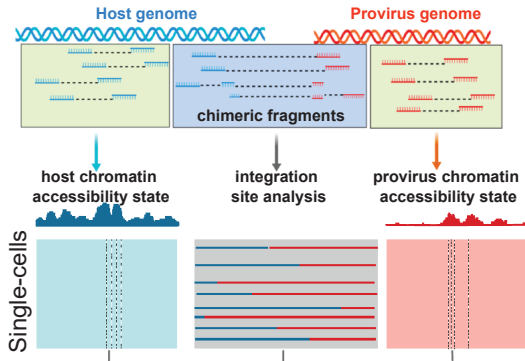 Host genome
Provirus genome
chimeric fragments
host chromatin
accessibility state
integration
site analysis
provirus chromatin
accessibility state
Single-cells